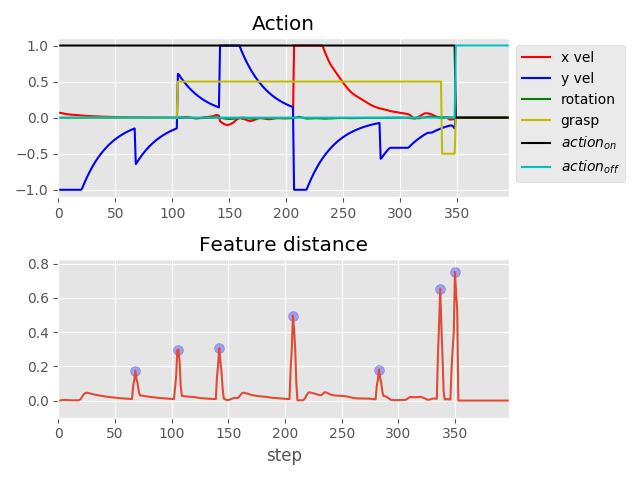 Action
1.0
0.5
0.0
−0.5
−1.0
0 50 100 150 200 250 300 350
x vel
y vel
rotation
grasp
action_on
action_off
Feature distance
0.8
0.6
0.4
0.2
0.0
0 50 100 150 200 250 300 350
step